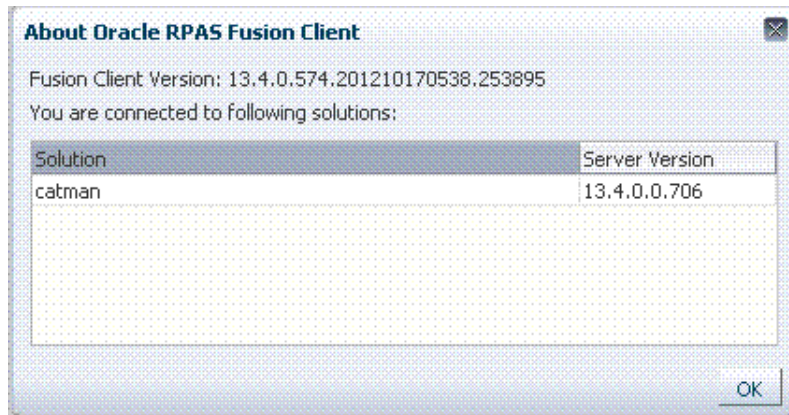 About Oracle RPAS Fusion Client
Fusion Client Version: 13.4.0.574.201210170538.253895
You are connected to following solutions:
Solution Server Version
catman 13.4.0.0.706
OK